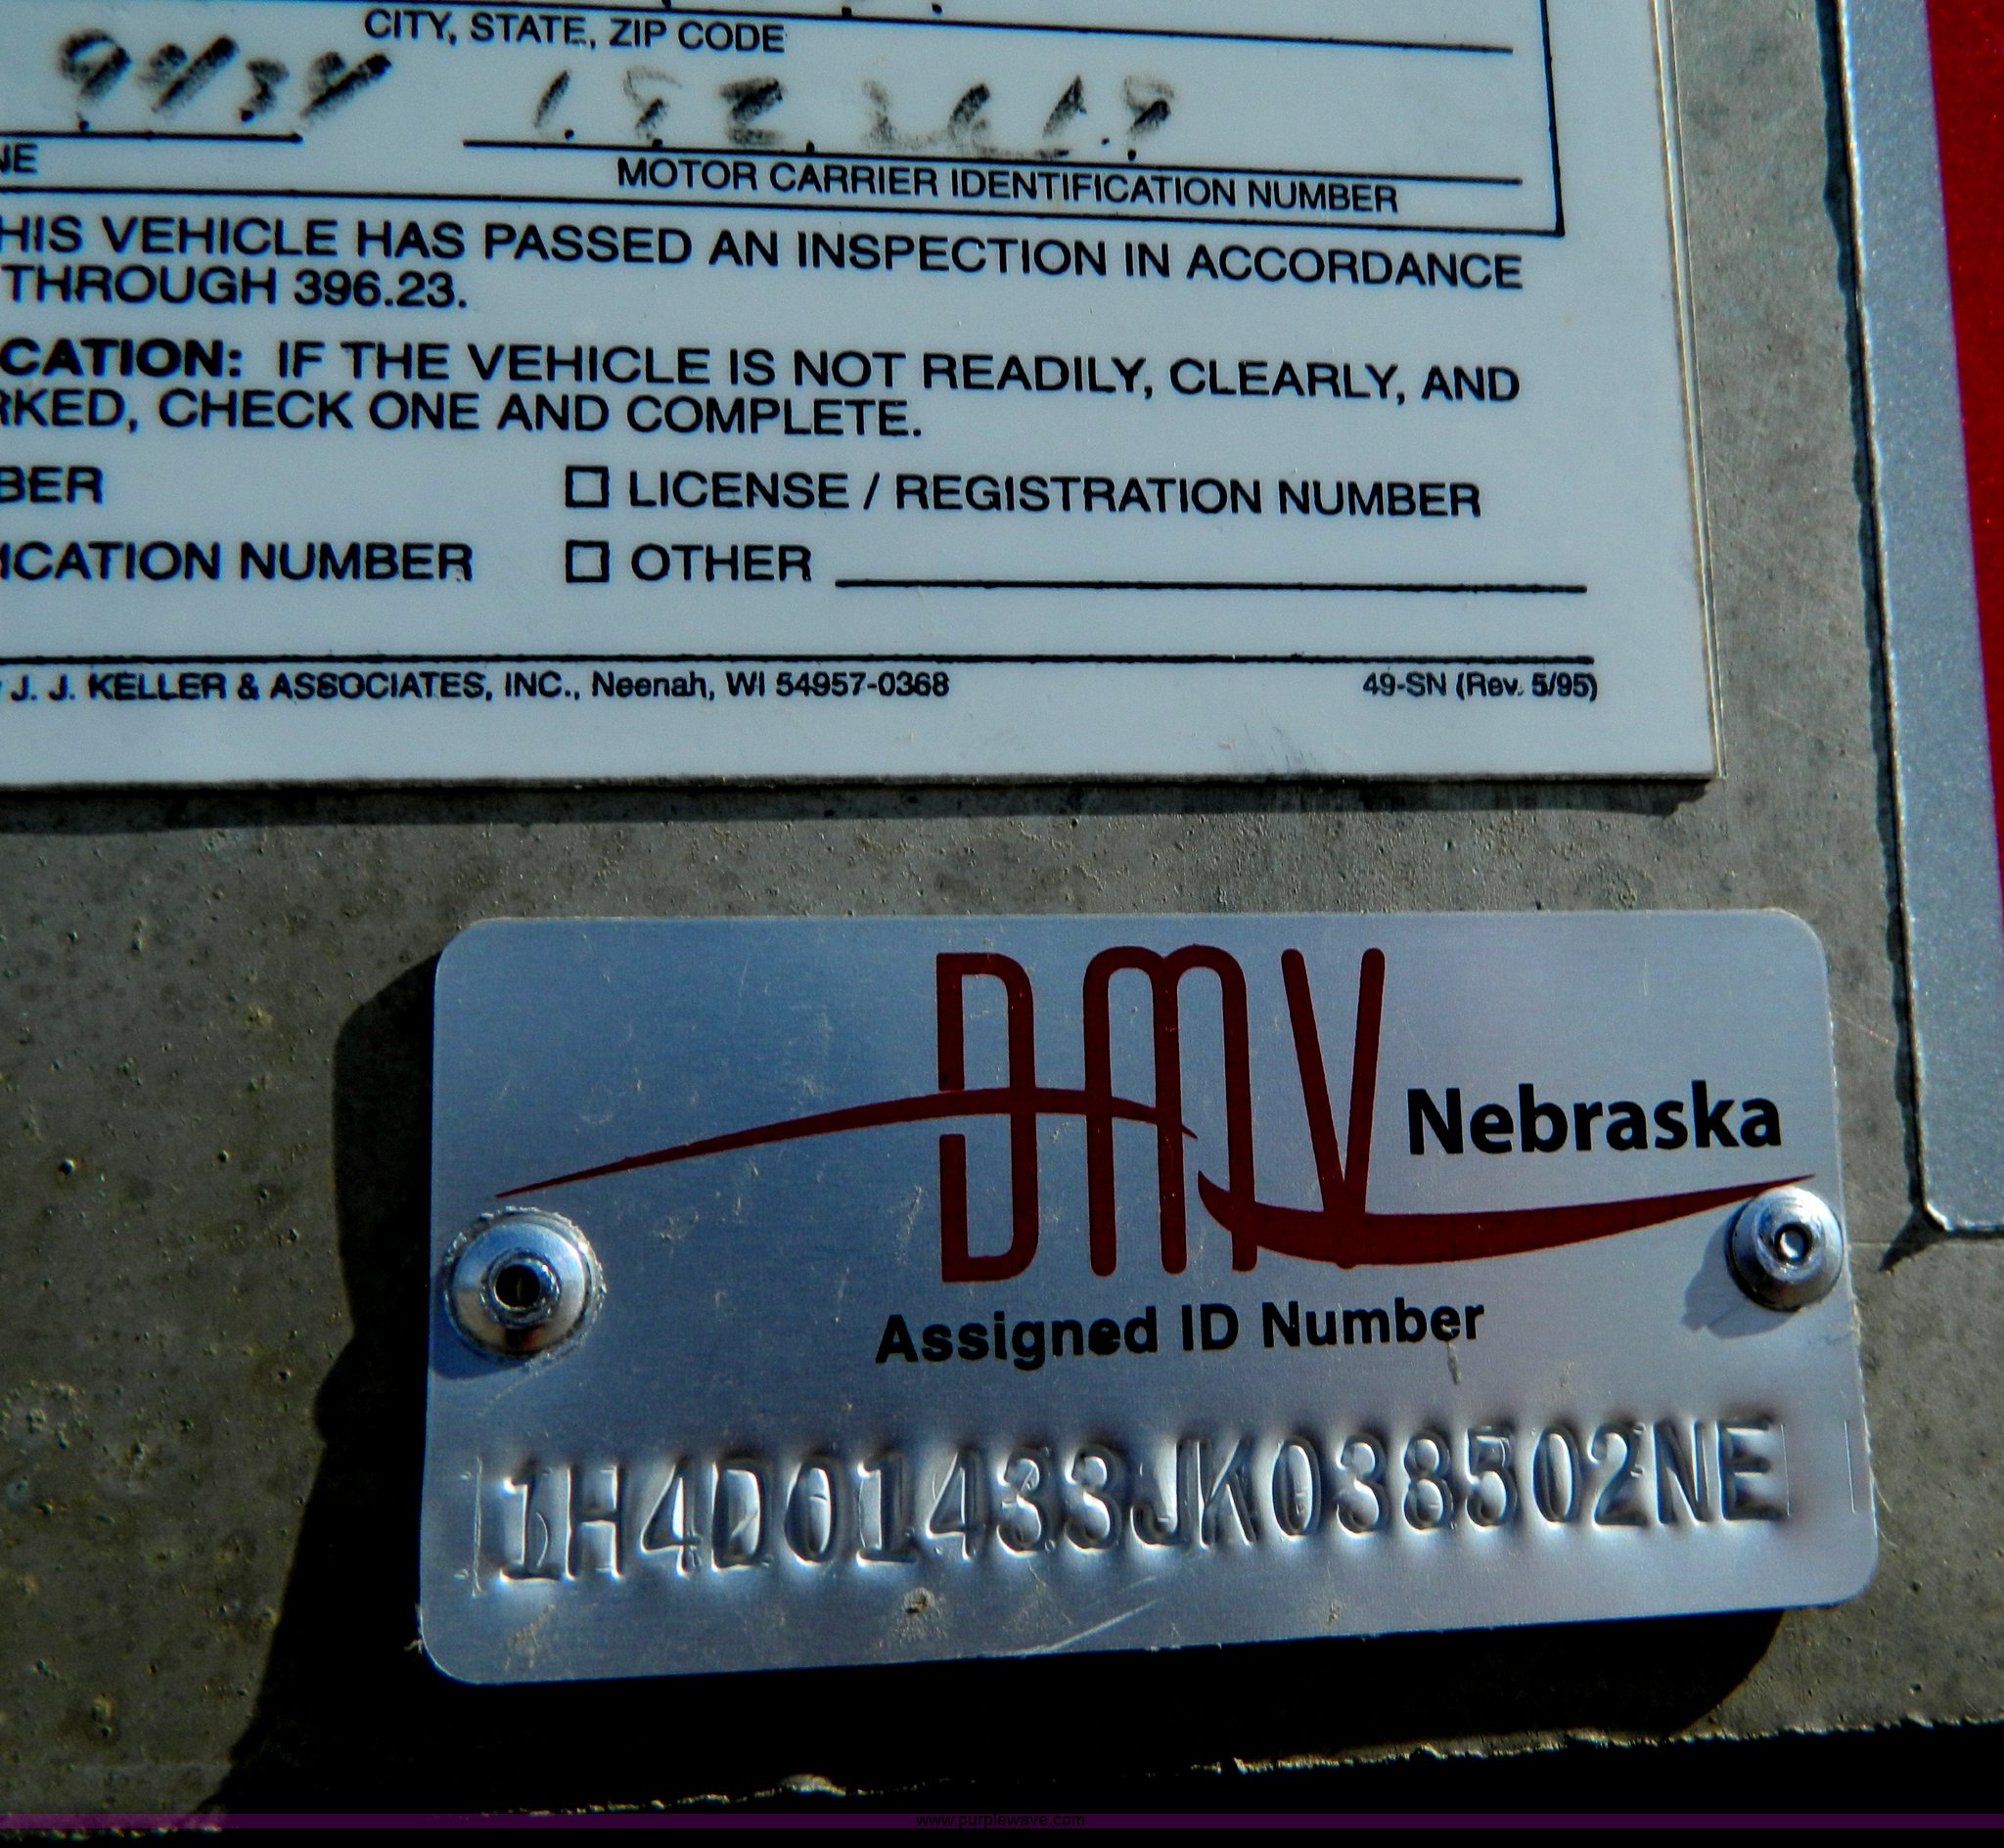 CITY, STATE, ZIP CODE
9434
NE
MOTOR CARRIER IDENTIFICATION NUMBER
HIS VEHICLE HAS PASSED AN INSPECTION IN ACCORDANCE
THROUGH 396.23.
CATION: IF THE VEHICLE IS NOT READILY, CLEARLY, AND
RKED, CHECK ONE AND COMPLETE.
BER ☐ LICENSE / REGISTRATION NUMBER
ICATION NUMBER ☐ OTHER
J. J. KELLER & ASSOCIATES, INC., Neenah, WI 54957-0368 49-SN (Rev. 5/95)
DMV Nebraska
Assigned ID Number
1H4D01433JK038502NE
www.purplewave.com